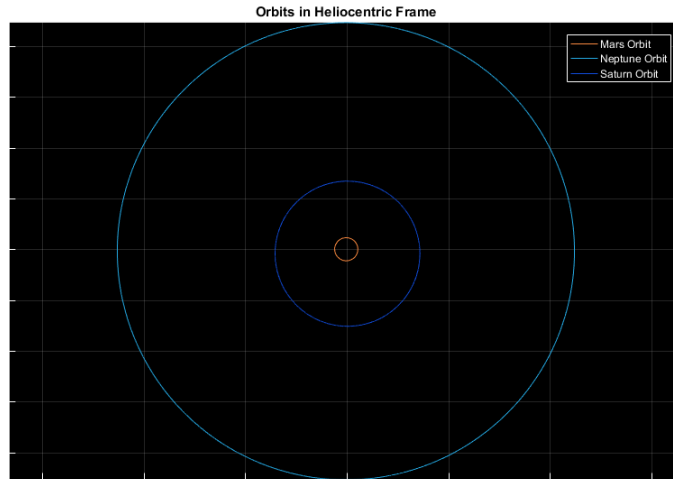 Orbits in Heliocentric Frame
Mars Orbit
Neptune Orbit
Saturn Orbit